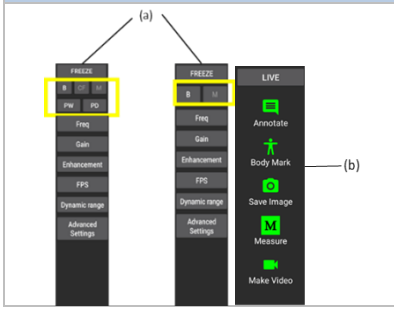 (a)
FREEZE
B CF M
PW PD
Freq
Gain
Enhancement
FPS
Dynamic range
Advanced
Settings
FREEZE
B M
Freq
Gain
Enhancement
FPS
Dynamic range
Advanced
Settings
LIVE
Annotate
Body Mark
Save Image
M
Measure
Make Video
(b)